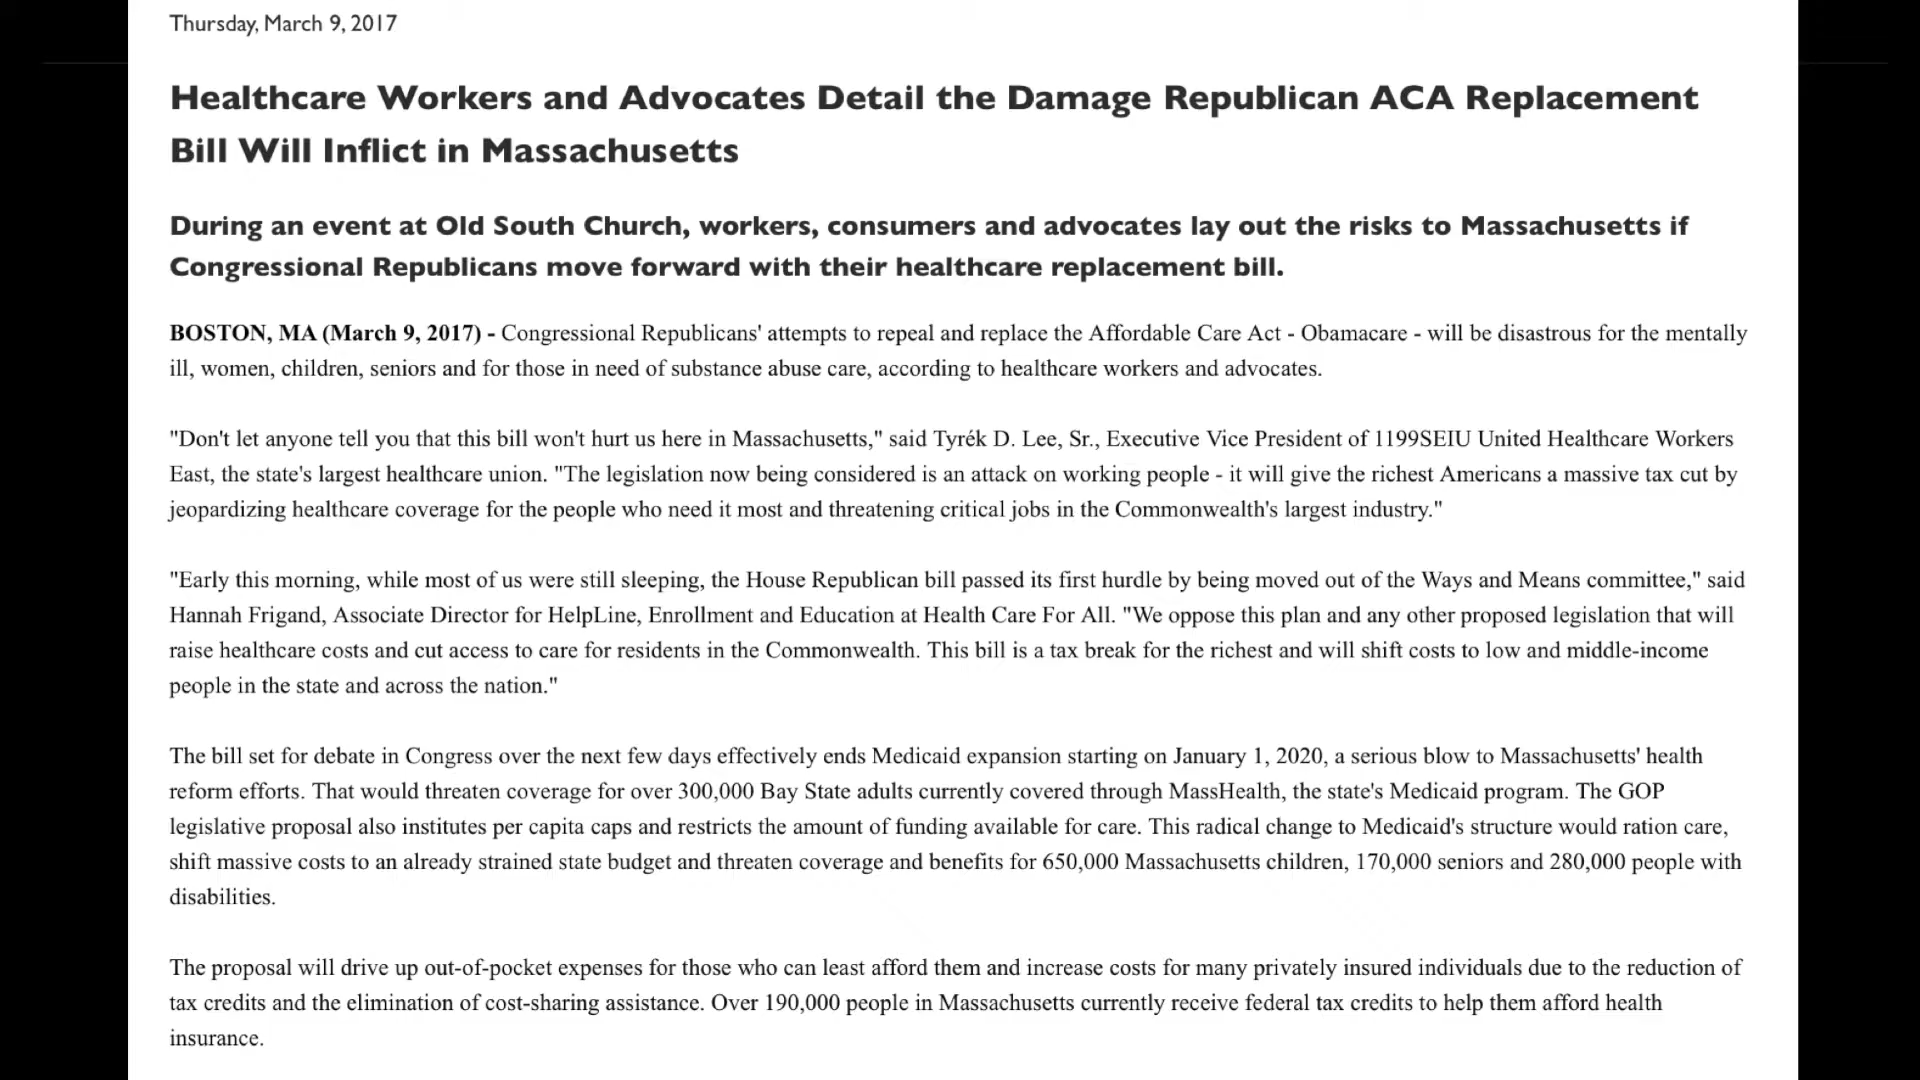 Thursday, March 9, 2017
Healthcare Workers and Advocates Detail the Damage Republican ACA Replacement
Bill Will Inflict in Massachusetts
During an event at Old South Church, workers, consumers and advocates lay out the risks to Massachusetts if
Congressional Republicans move forward with their healthcare replacement bill.
BOSTON, MA (March 9, 2017) - Congressional Republicans' attempts to repeal and replace the Affordable Care Act - Obamacare - will be disastrous for the mentally
ill, women, children, seniors and for those in need of substance abuse care, according to healthcare workers and advocates.
"Don't let anyone tell you that this bill won't hurt us here in Massachusetts," said Tyrék D. Lee, Sr., Executive Vice President of 1199SEIU United Healthcare Workers
East, the state's largest healthcare union. "The legislation now being considered is an attack on working people - it will give the richest Americans a massive tax cut by
jeopardizing healthcare coverage for the people who need it most and threatening critical jobs in the Commonwealth's largest industry."
"Early this morning, while most of us were still sleeping, the House Republican bill passed its first hurdle by being moved out of the Ways and Means committee," said
Hannah Frigand, Associate Director for HelpLine, Enrollment and Education at Health Care For All. "We oppose this plan and any other proposed legislation that will
raise healthcare costs and cut access to care for residents in the Commonwealth. This bill is a tax break for the richest and will shift costs to low and middle-income
people in the state and across the nation."
The bill set for debate in Congress over the next few days effectively ends Medicaid expansion starting on January 1, 2020, a serious blow to Massachusetts' health
reform efforts. That would threaten coverage for over 300,000 Bay State adults currently covered through MassHealth, the state's Medicaid program. The GOP
legislative proposal also institutes per capita caps and restricts the amount of funding available for care. This radical change to Medicaid's structure would ration care,
shift massive costs to an already strained state budget and threaten coverage and benefits for 650,000 Massachusetts children, 170,000 seniors and 280,000 people with
disabilities.
The proposal will drive up out-of-pocket expenses for those who can least afford them and increase costs for many privately insured individuals due to the reduction of
tax credits and the elimination of cost-sharing assistance. Over 190,000 people in Massachusetts currently receive federal tax credits to help them afford health
insurance.